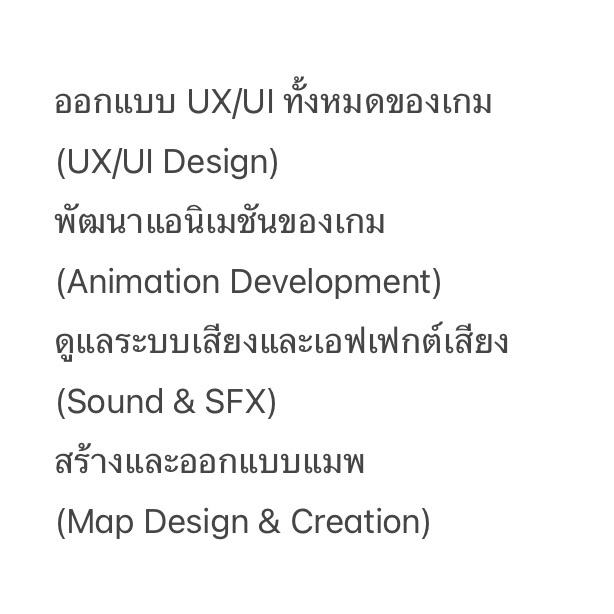 ออกแบบ UX/UI ทั้งหมดของเกม
(UX/UI Design)
พัฒนาแอนิเมชันของเกม
(Animation Development)
ดูแลระบบเสียงและเอฟเฟกต์เสียง
(Sound & SFX)
สร้างและออกแบบแมพ
(Map Design & Creation)